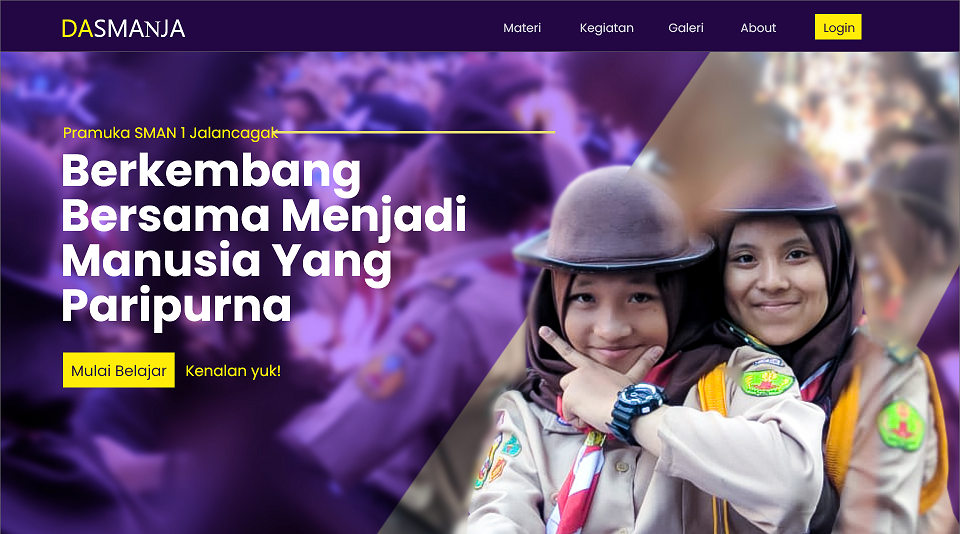 DASMANJA
Materi
Kegiatan
Galeri
About
Login
Pramuka SMAN 1 Jalancagak
Berkembang
Bersama Menjadi
Manusia Yang
Paripurna
Mulai Belajar
Kenalan yuk!